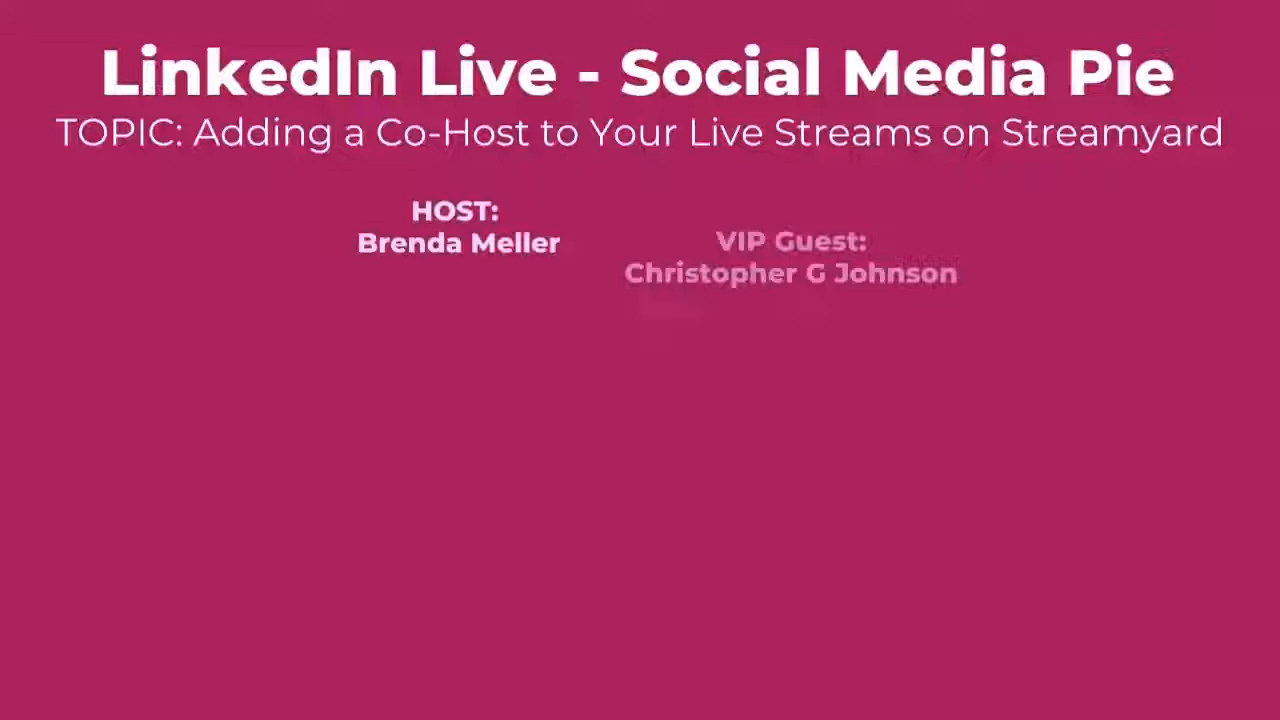 LinkedIn Live - Social Media Pie
TOPIC: Adding a Co-Host to Your Live Streams on Streamyard
HOST:
Brenda Meller
VIP Guest:
Christopher G Johnson